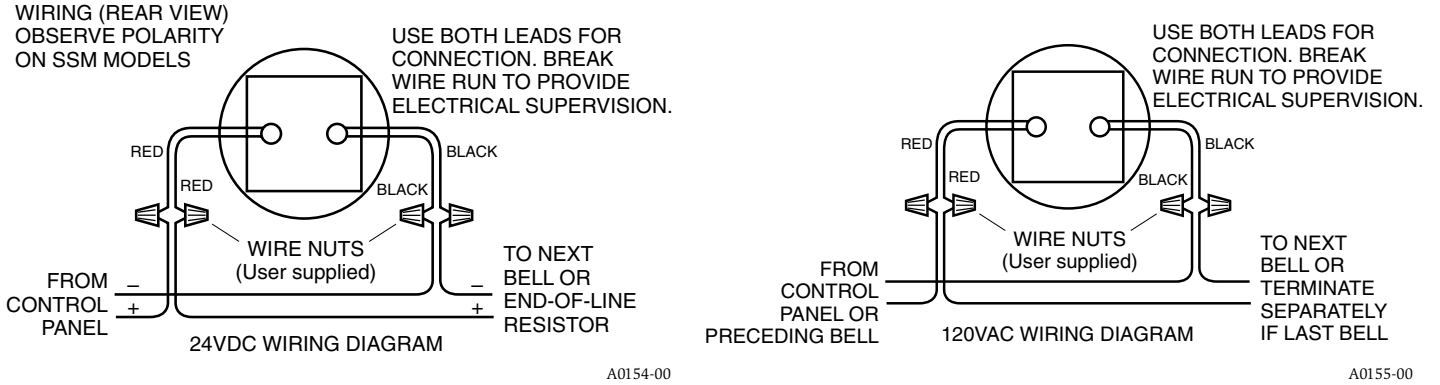 WIRING (REAR VIEW)
OBSERVE POLARITY
ON SSM MODELS
USE BOTH LEADS FOR
CONNECTION. BREAK
WIRE RUN TO PROVIDE
ELECTRICAL SUPERVISION.
RED
BLACK
RED
BLACK
WIRE NUTS
(User supplied)
FROM
CONTROL
PANEL
–
+
–
+
TO NEXT
BELL OR
END-OF-LINE
RESISTOR
24VDC WIRING DIAGRAM
A0154-00
USE BOTH LEADS FOR
CONNECTION. BREAK
WIRE RUN TO PROVIDE
ELECTRICAL SUPERVISION.
RED
BLACK
RED
BLACK
WIRE NUTS
(User supplied)
FROM
CONTROL
PANEL OR
PRECEDING BELL
TO NEXT
BELL OR
TERMINATE
SEPARATELY
IF LAST BELL
120VAC WIRING DIAGRAM
A0155-00